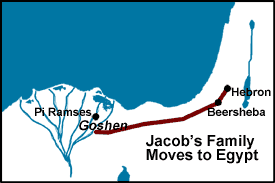 Hebron
Pi Ramses
Beersheba
Goshen
Jacob's Family
Moves to Egypt